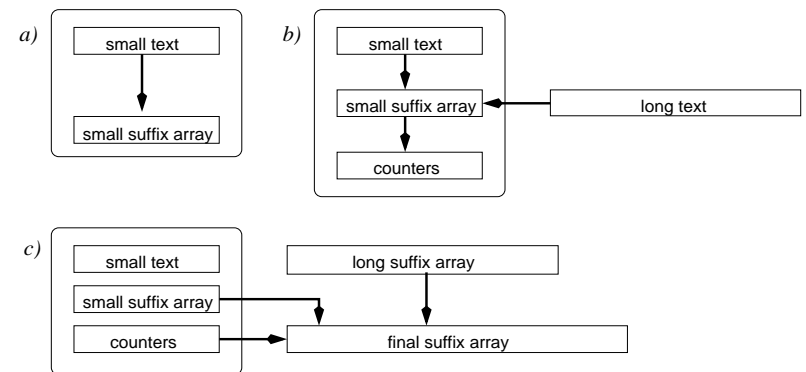 a)
small text
small suffix array
b)
small text
small suffix array
counters
long text
c)
small text
small suffix array
counters
long suffix array
final suffix array